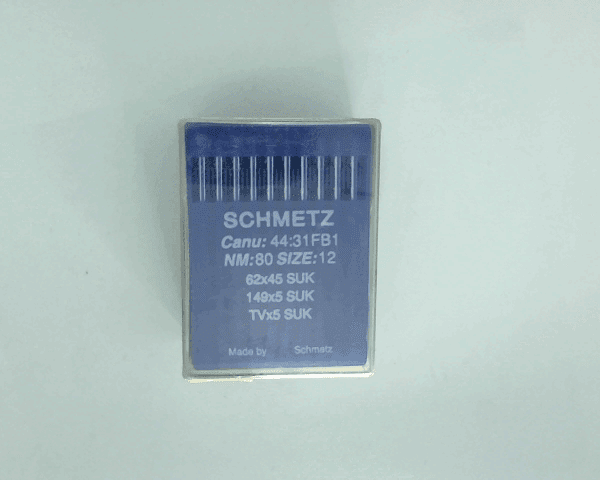 SCHMETZ
Canu: 44:31FB1
NM:80 SIZE:12
62x45 SUK
149x5 SUK
TVx5 SUK
Made by Schmetz